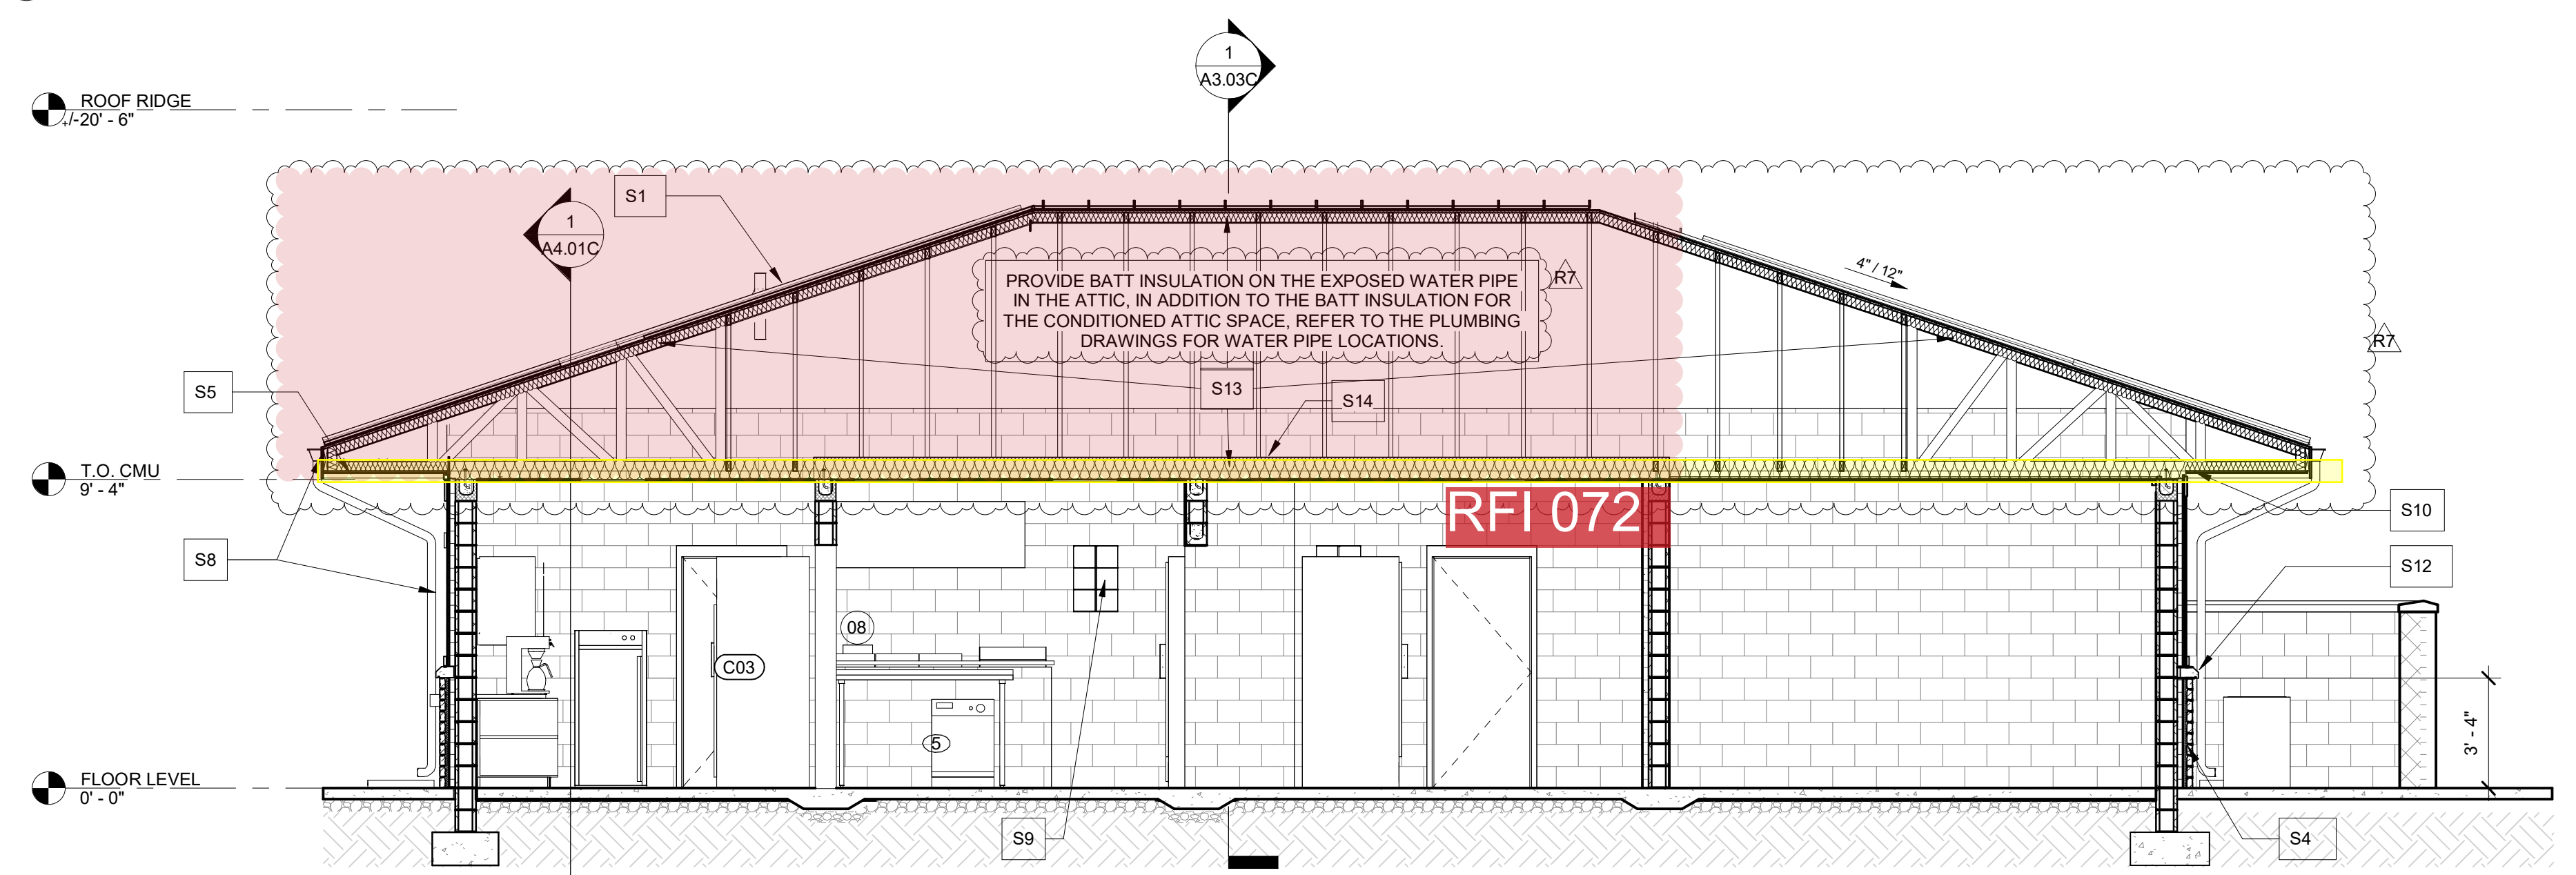 1
A3.03C
ROOF RIDGE
+/-20' - 6"
S1
1
A4.01C
4" / 12"
PROVIDE BATT INSULATION ON THE EXPOSED WATER PIPE
IN THE ATTIC, IN ADDITION TO THE BATT INSULATION FOR
THE CONDITIONED ATTIC SPACE, REFER TO THE PLUMBING
DRAWINGS FOR WATER PIPE LOCATIONS.
R7
R7
S5
S13
S14
T.O. CMU
9' - 4"
RFI 072
S10
S8
S12
08
C03
5
3' - 4"
FLOOR LEVEL
0' - 0"
S9
S4